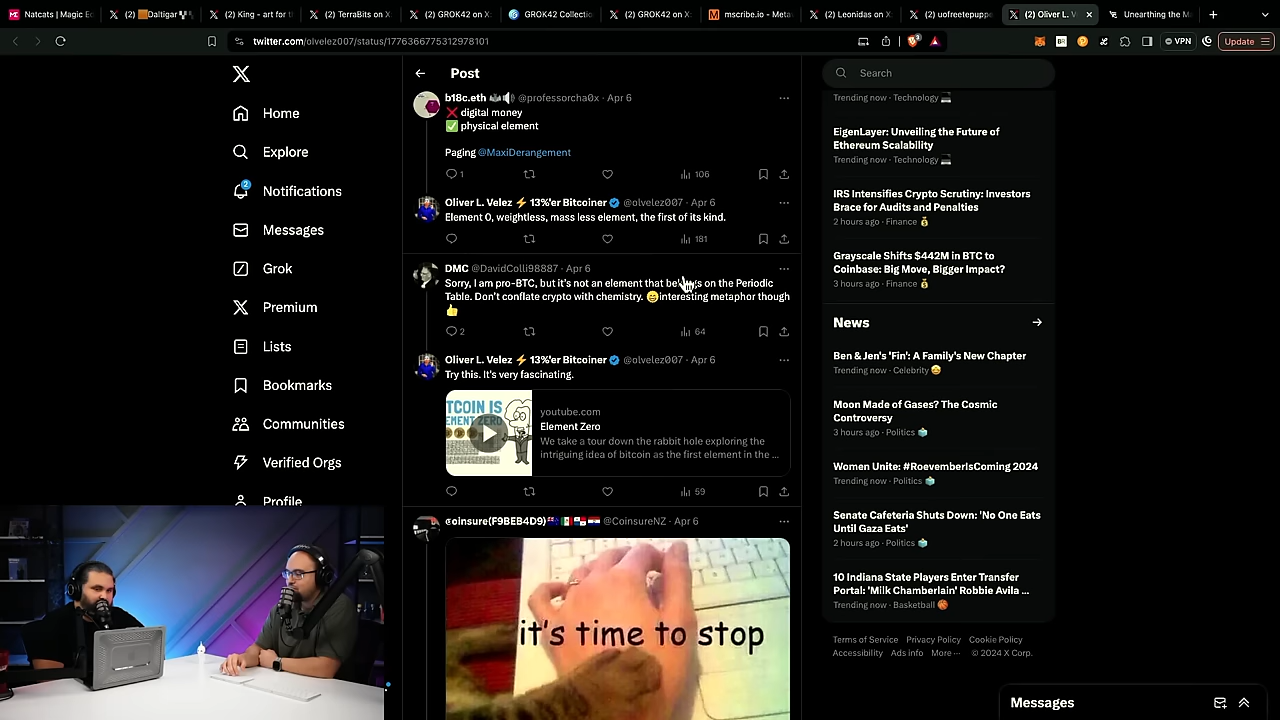 Natcats | Magic E
(2) Daltigar
(2) King - art for t
(2) TerraBits on X
(2) GROK42 on X:
GROK42 Collectio
(2) GROK42 on X:
mscribe.io - Meta
(2) Leonidas on X
(2) uofreetepuppe
(2) Oliver L. V
Unearthing the M
twitter.com/olvelez007/status/1776366775312978101
VPN
Update
Home
Explore
2
Notifications
Messages
Grok
Premium
Lists
Bookmarks
Communities
Verified Orgs
Profile
Post
b18c.eth @professorcha0x · Apr 6
❌ digital money
✅ physical element
Paging @MaxiDerangement
1 106
Oliver L. Velez ⚡ 13%'er Bitcoiner @olvelez007 · Apr 6
Element 0, weightless, mass less element, the first of its kind.
181
DMC @DavidColli98887 · Apr 6
Sorry, I am pro-BTC, but it's not an element that on the Periodic
Table. Don't conflate crypto with chemistry. 😄interesting metaphor though
👍
2 64
Oliver L. Velez ⚡ 13%'er Bitcoiner @olvelez007 · Apr 6
Try this. It's very fascinating.
TCOIN IS
EMENT ZERO
youtube.com
Element Zero
We take a tour down the rabbit hole exploring the
intriguing idea of bitcoin as the first element in the ...
59
coinsure(F9BEB4D9) @CoinsureNZ · Apr 6
it's time to stop
Search
Trending now · Technology
EigenLayer: Unveiling the Future of
Ethereum Scalability
Trending now · Technology
IRS Intensifies Crypto Scrutiny: Investors
Brace for Audits and Penalties
2 hours ago · Finance 💰
Grayscale Shifts $442M in BTC to
Coinbase: Big Move, Bigger Impact?
3 hours ago · Finance 💰
News
Ben & Jen's 'Fin': A Family's New Chapter
Trending now · Celebrity 🤩
Moon Made of Gases? The Cosmic
Controversy
3 hours ago · Politics 🗳️
Women Unite: #RoevemberIsComing 2024
Trending now · Politics 🗳️
Senate Cafeteria Shuts Down: 'No One Eats
Until Gaza Eats'
2 hours ago · Politics 🗳️
10 Indiana State Players Enter Transfer
Portal: 'Milk Chamberlain' Robbie Avila ...
Trending now · Basketball 🏀
Terms of Service Privacy Policy Cookie Policy
Accessibility Ads info More ··· © 2024 X Corp.
Messages